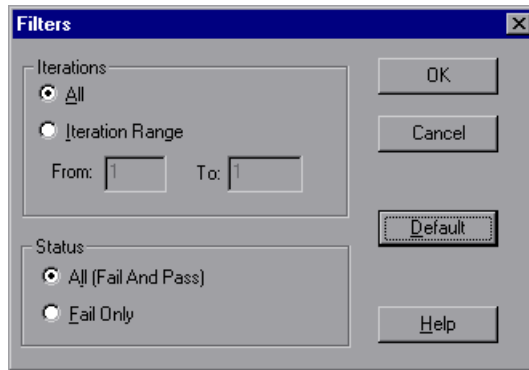 Filters
Iterations
All
Iteration Range
From: 1 To: 1
Status
All (Fail And Pass)
Fail Only
OK
Cancel
Default
Help